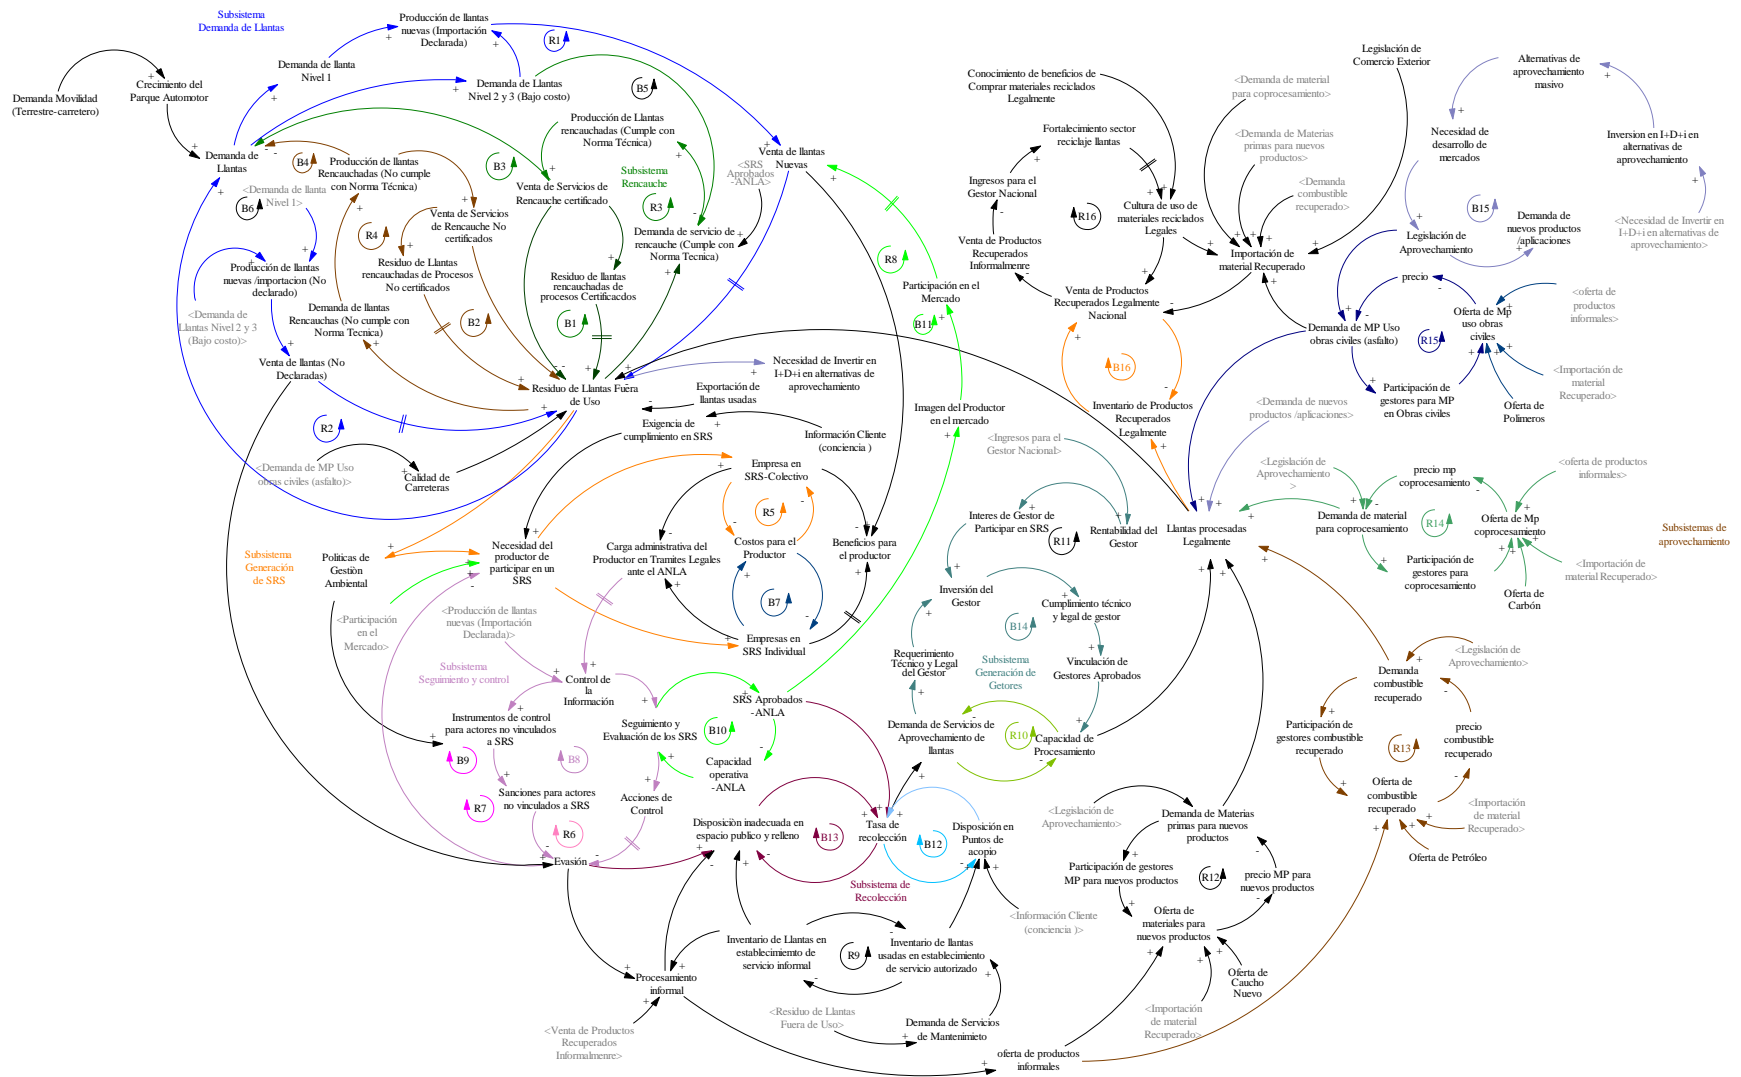 Subsistema
Demanda de Llantas
Producción de llantas
nuevas (Importación
Declarada)
R1
Demanda de llanta
Nivel 1
Demanda de Llantas
Nivel 2 y 3 (Bajo costo)
Crecimiento del
Parque Automotor
Demanda Movilidad
(Terrestre-carretero)
B5
Producción de Llantas
rencauchadas (Cumple con
Norma Técnica)
Demanda de
Llantas
B4
Producción de llantas
Rencauchadas (No cumple
con Norma Técnica)
B3
Subsistema
Rencauche
<SRS
Aprobados
-ANLA>
Venta de llantas
Nuevas
<Demanda de llanta
Nivel 1>
B6
Venta de Servicios de
Rencauche certificado
R3
R4
Venta de Servicios
de Rencauche No
certificados
Demanda de servicio de
rencauche (Cumple con
Norma Tecnica)
Producción de llantas
nuevas /importacion (No
declarado)
Residuo de Llantas
rencauchadas de Procesos
No certificados
Residuo de llantas
rencauchadas de
procesos Certificacdos
<Demanda de
Llantas Nivel 2 y 3
(Bajo costo)>
Demanda de llantas
Rencauchas (No cumple con
Norma Tecnica)
B2
B1
Venta de llantas (No
Declaradas)
Residuo de Llantas Fuera
de Uso
Necesidad de Invertir en
I+D+i en alternativas de
aprovechamiento
Exportación de
llantas usadas
R2
Exigencia de
cumplimiento en SRS
Información Cliente
(conciencia )
<Demanda de MP Uso
obras civiles (asfalto)>
Calidad de
Carreteras
Conocimiento de beneficios de
Comprar materiales reciclados
Legalmente
Fortalecimiento sector
reciclaje llantas
Ingresos para el
Gestor Nacional
R16
Cultura de uso de
materiales reciclados
Legales
Venta de Productos
Recuperados
Informalmnere
Venta de Productos
Recuperados Legalmente
Nacional
B16
Inventario de Productos
Recuperados
Legalmente
<Demanda de material
para coprocesamiento>
<Demanda de Materias
primas para nuevos
productos>
<Demanda
combustible
recuperado>
Importación de
material Recuperado
Legislación de
Comercio Exterior
Alternativas de
aprovechamiento
masivo
Necesidad de
desarrollo de
mercados
Inversion en I+D+i en
alternativas de
aprovechamiento
B15
Demanda de
nuevos productos
/aplicaciones
<Necesidad de Invertir en
I+D+i en alternativas de
aprovechamiento>
Legislación de
Aprovechamiento
precio
Oferta de Mp
uso obras
civiles
<oferta de
productos
informales>
Demanda de MP Uso
obras civiles (asfalto)
R15
Participación de
gestores para MP
en Obras civiles
<Importación de
material
Recuperado>
Oferta de
Polimeros
<Demanda de nuevos
productos /aplicaciones>
R8
Participación en el
Mercado
B11
Imagen del Productor
en el mercado
<Ingresos para el
Gestor Nacional>
Empresa en
SRS-Colectivo
R5
Costos para el
Productor
Beneficios para
el productor
B7
Empresas en
SRS Individual
Carga administrativa del
Productor en Tramites Legales
ante el ANLA
Necesidad del
productor de
participar en un
SRS
Subsistema
Generación
de SRS
Politicas de
Gestiòn
Ambiental
<Participación
en el
Mercado>
<Producción de llantas
nuevas (Importación
Declarada)>
Subsistema
Seguimiento y control
Control de
la
Información
Instrumentos de control
para actores no vinculados
a SRS
Seguimiento y
Evaluación de los SRS
SRS Aprobados
-ANLA
B10
Capacidad
operativa
-ANLA
B9
B8
R7
Sanciones para actores
no vinculados a SRS
Acciones de
Control
R6
Evasión
Interes de Gestor de
Participar en SRS
R11
Rentabilidad del
Gestor
Inversión del
Gestor
Cumplimiento técnico
y legal de gestor
B14
Requerimiento
Técnico y Legal
del Gestor
Subsistema
Generación de
Getores
Vinculación de
Gestores Aprobados
Demanda de Servicios de
Aprovechamiento de
llantas
R10
Capacidad de
Procesamiento
Llantas procesadas
Legalmente
<Legislación de
Aprovechamiento
>
precio mp
coprocesamiento
<oferta de productos
informales>
Demanda de material
para coprocesamiento
R14
Oferta de Mp
coprocesamiento
Subsistemas de
aprovechamiento
Participación de
gestores para
coprocesamiento
Oferta de
Carbón
<Importación de
material Recuperado>
Demanda
combustible
recuperado
<Legislación de
Aprovechamiento>
Participación de
gestores combustible
recuperado
R13
precio
combustible
recuperado
Oferta de
combustible
recuperado
<Importación
de material
Recuperado>
Oferta de Petróleo
Disposiciòn inadecuada en
espacio publico y relleno
B13
Tasa de
recolección
B12
Disposición en
Puntos de
acopio
Subsistema de
Recolección
<Información Cliente
(conciencia )>
Inventario de Llantas en
establecimiemto de
servicio informal
R9
Inventario de llantas
usadas en establecimiento
de servicio autorizado
Procesamiento
informal
<Residuo de Llantas
Fuera de Uso>
Demanda de Servicios
de Mantenimieto
<Venta de Productos
Recuperados
Informalmenre>
oferta de productos
informales
<Legislación de
Aprovechamiento>
Demanda de Materias
primas para nuevos
productos
Participación de gestores
MP para nuevos productos
R12
precio MP para
nuevos productos
Oferta de
materiales para
nuevos productos
Oferta de
Caucho
Nuevo
<Importación
de material
Recuperado>